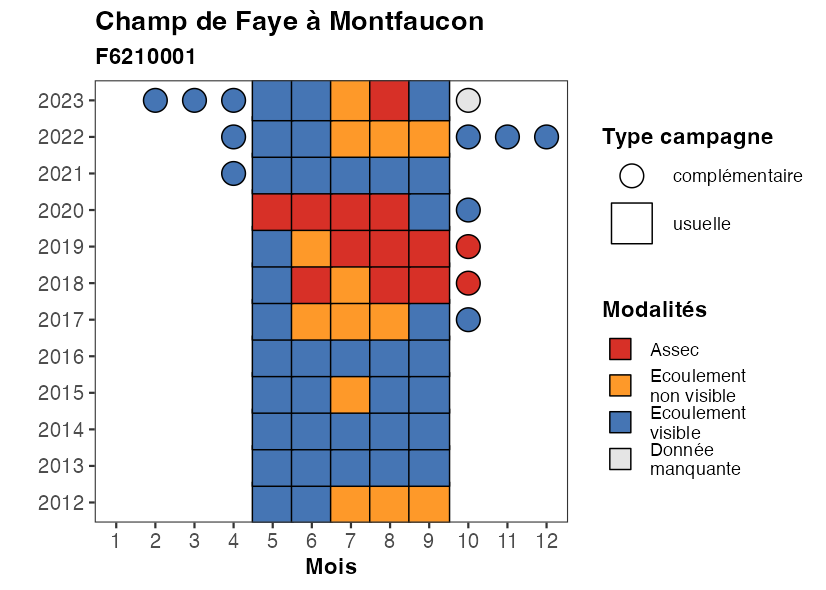 Champ de Faye à Montfaucon
F6210001
2023
2022
2021
2020
2019
2018
2017
2016
2015
2014
2013
2012
1 2 3 4 5 6 7 8 9 10 11 12
Mois
Type campagne
complémentaire
usuelle
Modalités
Assec
Ecoulement
non visible
Ecoulement
visible
Donnée
manquante